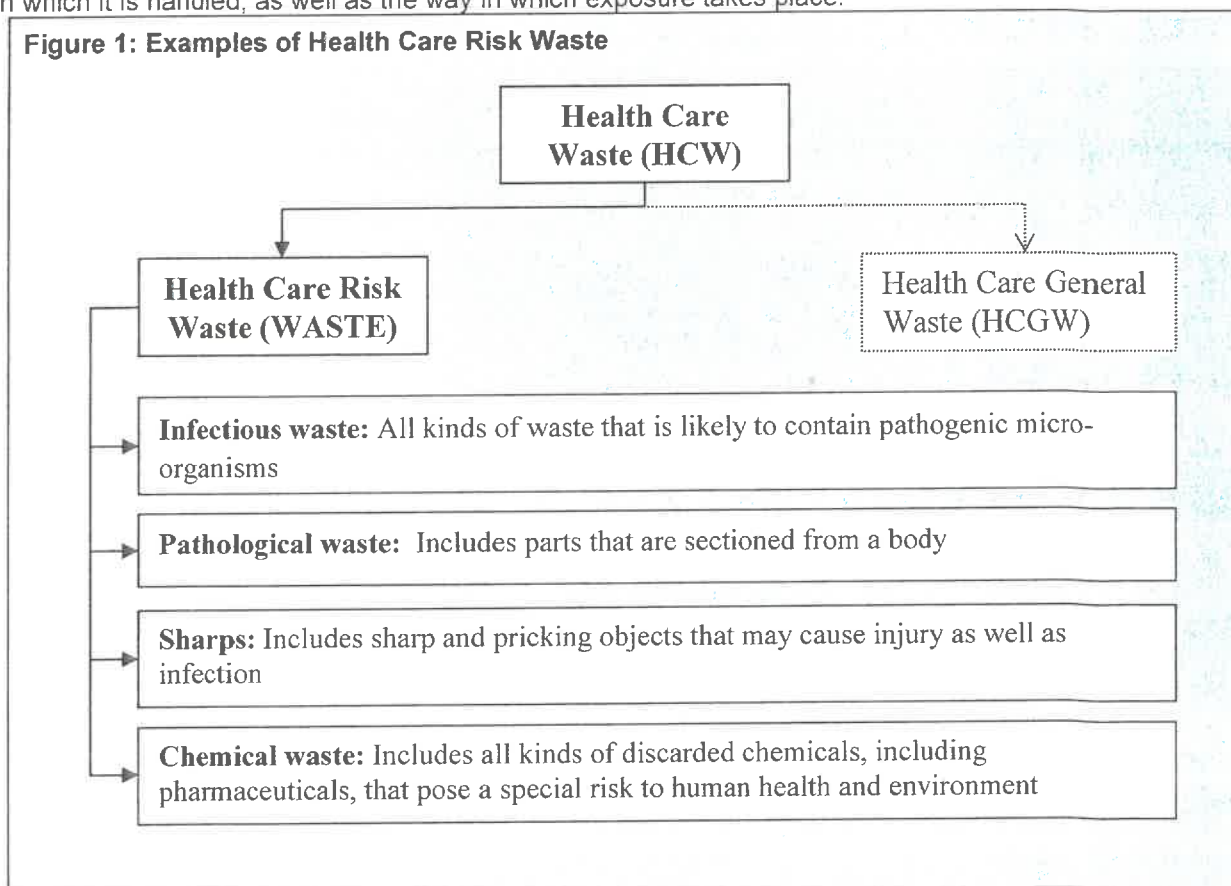 which it is handled, as well as the way in which exposure takes place.
Figure 1: Examples of Health Care Risk Waste
Health Care
Waste (HCW)
Health Care Risk
Waste (WASTE)
Health Care General
Waste (HCGW)
Infectious waste: All kinds of waste that is likely to contain pathogenic micro-
organisms
Pathological waste: Includes parts that are sectioned from a body
Sharps: Includes sharp and pricking objects that may cause injury as well as
infection
Chemical waste: Includes all kinds of discarded chemicals, including
pharmaceuticals, that pose a special risk to human health and environment